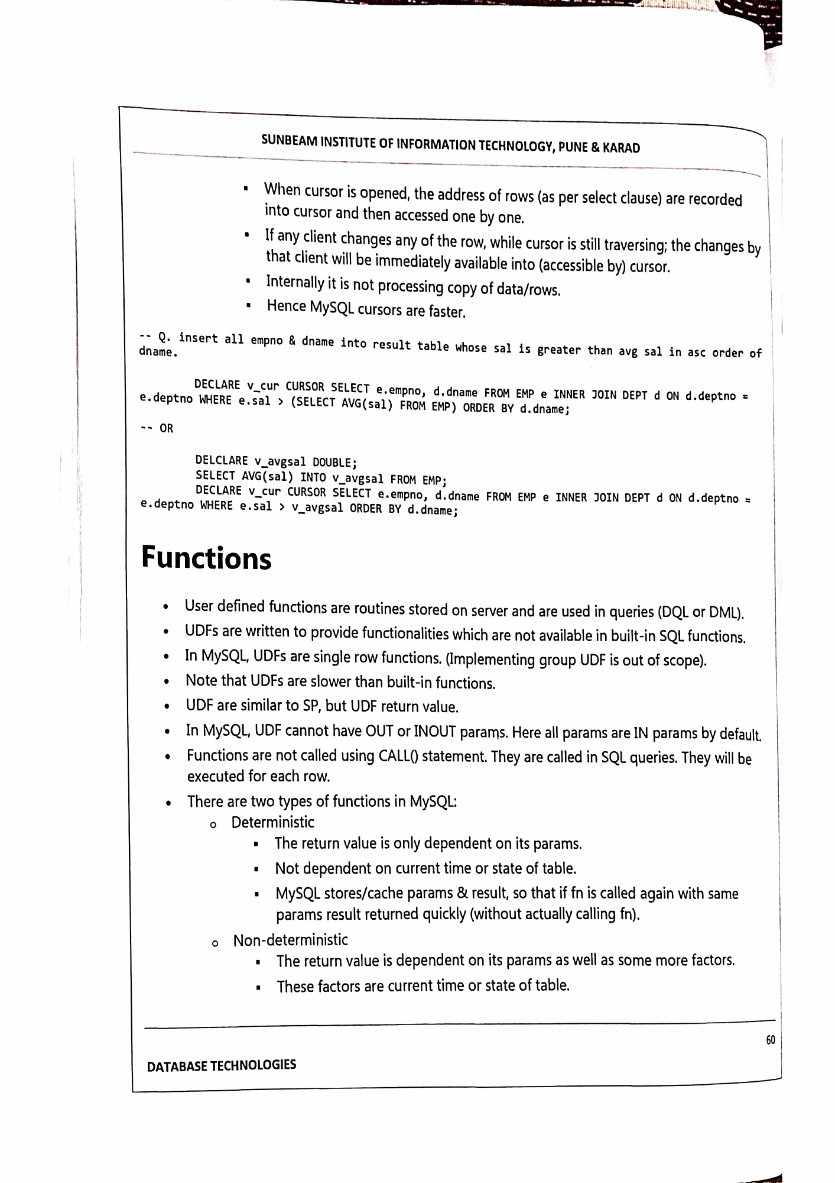 SUNBEAM INSTITUTE OF INFORMATION TECHNOLOGY, PUNE & KARAD
▪ When cursor is opened, the address of rows (as per select clause) are recorded
into cursor and then accessed one by one.
▪ If any client changes any of the row, while cursor is still traversing; the changes by
that client will be immediately available into (accessible by) cursor.
▪ Internally it is not processing copy of data/rows.
▪ Hence MySQL cursors are faster.
-- Q. insert all empno & dname into result table whose sal is greater than avg sal in asc order of
dname.
DECLARE v_cur CURSOR SELECT e.empno, d.dname FROM EMP e INNER JOIN DEPT d ON d.deptno =
e.deptno WHERE e.sal > (SELECT AVG(sal) FROM EMP) ORDER BY d.dname;
-- OR
DELCLARE v_avgsal DOUBLE;
SELECT AVG(sal) INTO v_avgsal FROM EMP;
DECLARE v_cur CURSOR SELECT e.empno, d.dname FROM EMP e INNER JOIN DEPT d ON d.deptno =
e.deptno WHERE e.sal > v_avgsal ORDER BY d.dname;
Functions
• User defined functions are routines stored on server and are used in queries (DQL or DML).
• UDFs are written to provide functionalities which are not available in built-in SQL functions.
• In MySQL, UDFs are single row functions. (Implementing group UDF is out of scope).
• Note that UDFs are slower than built-in functions.
• UDF are similar to SP, but UDF return value.
• In MySQL, UDF cannot have OUT or INOUT params. Here all params are IN params by default.
• Functions are not called using CALL() statement. They are called in SQL queries. They will be
executed for each row.
• There are two types of functions in MySQL:
o Deterministic
▪ The return value is only dependent on its params.
▪ Not dependent on current time or state of table.
▪ MySQL stores/cache params & result, so that if fn is called again with same
params result returned quickly (without actually calling fn).
o Non-deterministic
▪ The return value is dependent on its params as well as some more factors.
▪ These factors are current time or state of table.
60
DATABASE TECHNOLOGIES